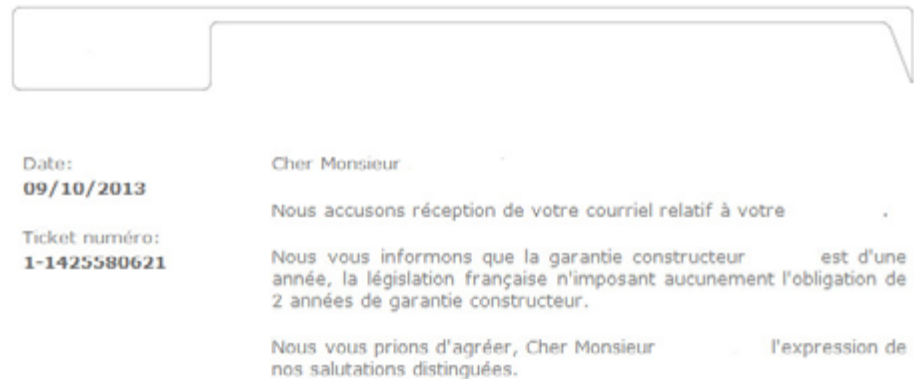 Date:
09/10/2013
Ticket numéro:
1-1425580621
Cher Monsieur
Nous accusons réception de votre courriel relatif à votre .
Nous vous informons que la garantie constructeur est d'une
année, la législation française n'imposant aucunement l'obligation de
2 années de garantie constructeur.
Nous vous prions d'agréer, Cher Monsieur l'expression de
nos salutations distinguées.